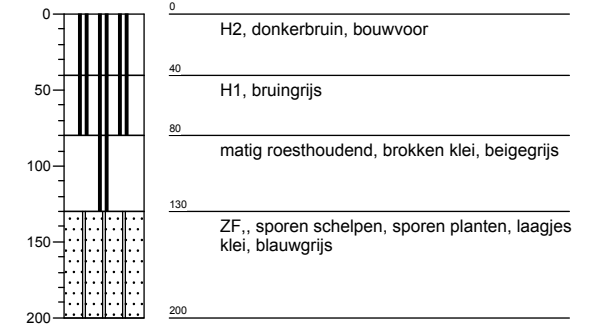 0
50
100
150
200
0
H2, donkerbruin, bouwvoor
40
H1, bruingrijs
80
matig roesthoudend, brokken klei, beigegrijs
130
ZF,, sporen schelpen, sporen planten, laagjes
klei, blauwgrijs
200